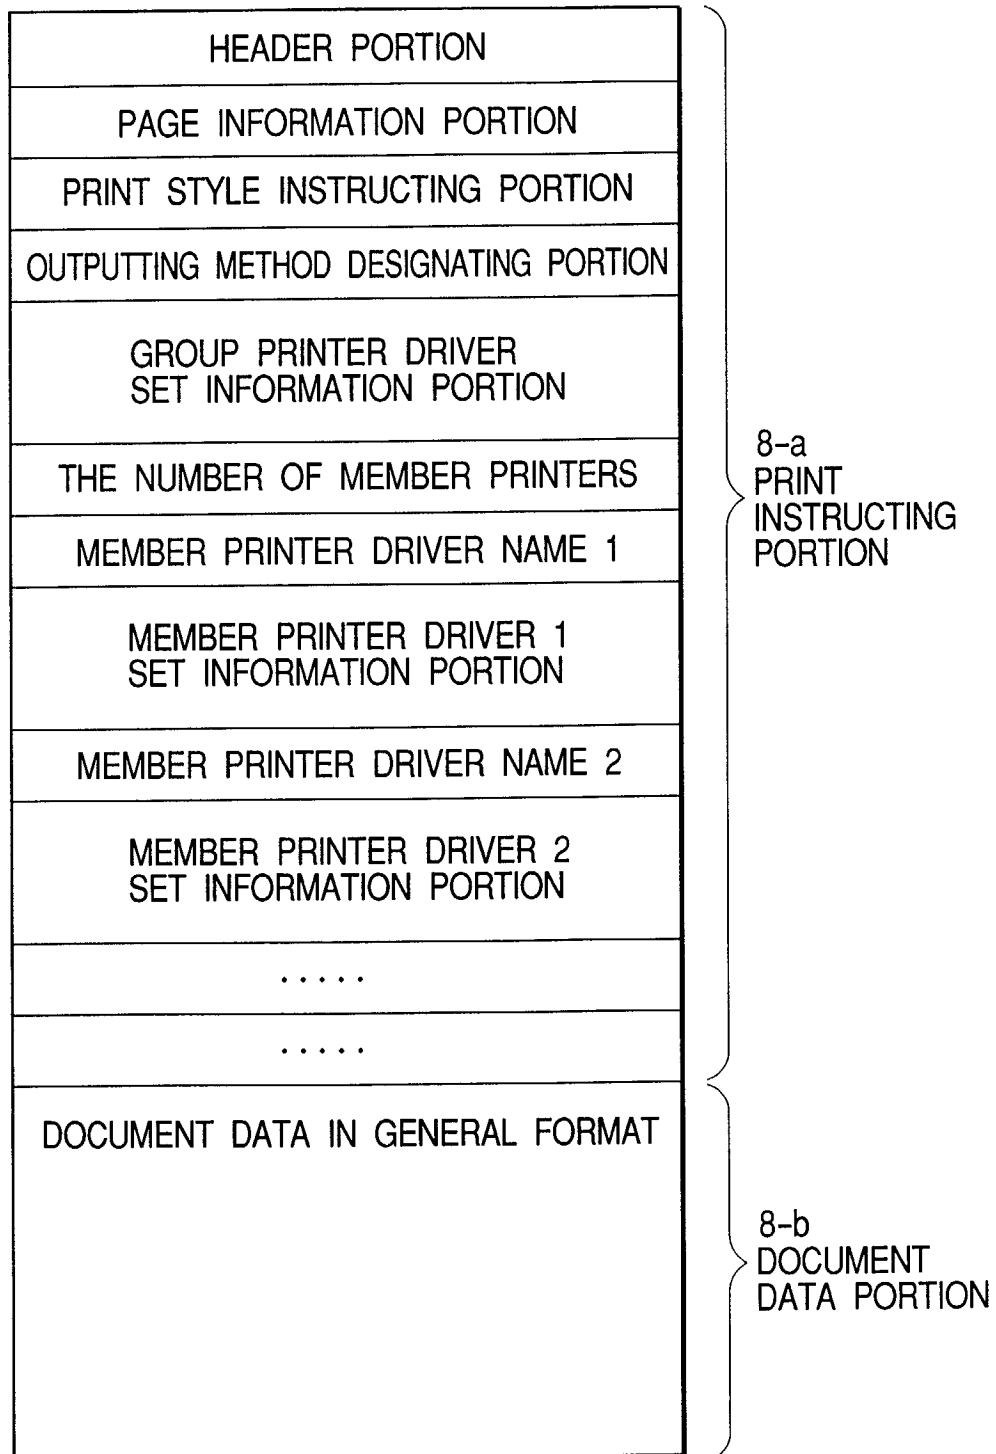 HEADER PORTION
PAGE INFORMATION PORTION
PRINT STYLE INSTRUCTING PORTION
OUTPUTTING METHOD DESIGNATING PORTION
GROUP PRINTER DRIVER
SET INFORMATION PORTION
THE NUMBER OF MEMBER PRINTERS
MEMBER PRINTER DRIVER NAME 1
MEMBER PRINTER DRIVER 1
SET INFORMATION PORTION
MEMBER PRINTER DRIVER NAME 2
MEMBER PRINTER DRIVER 2
SET INFORMATION PORTION
.....
.....
8-a
PRINT
INSTRUCTING
PORTION
DOCUMENT DATA IN GENERAL FORMAT
8-b
DOCUMENT
DATA PORTION